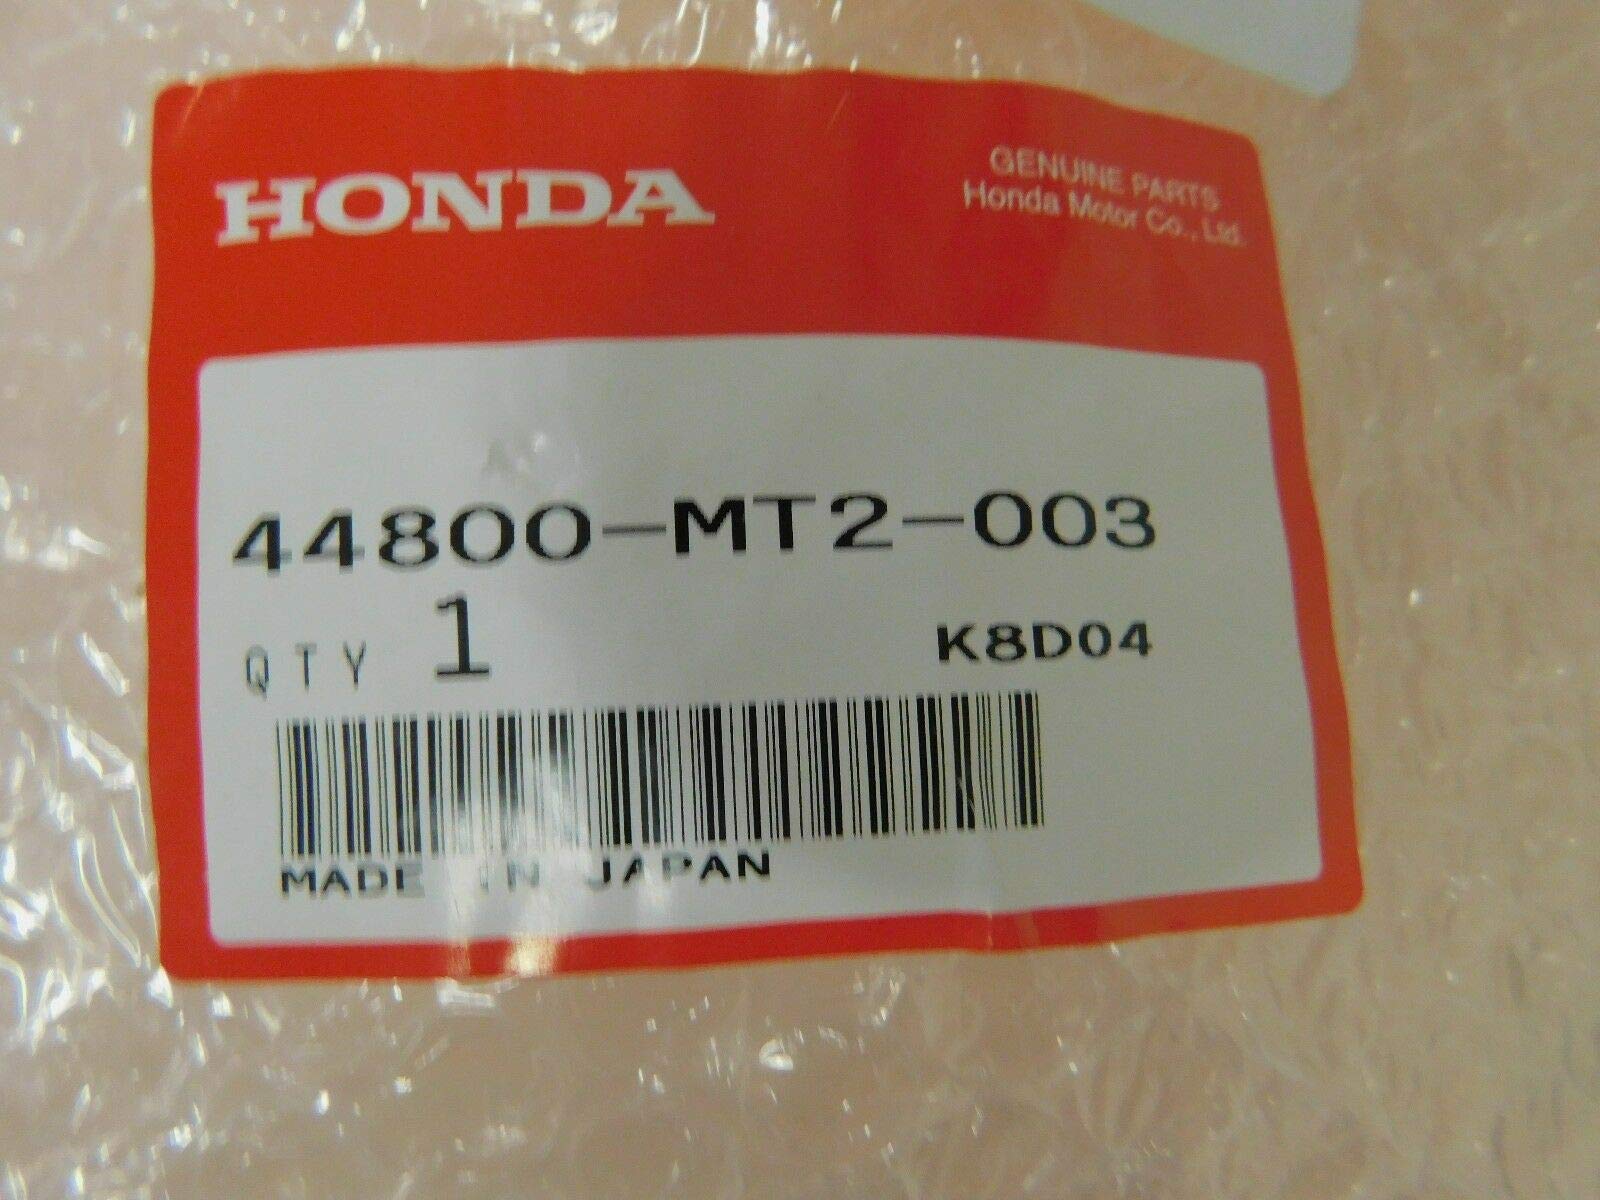 HONDA
GENUINE PARTS
Honda Motor Co., Ltd.
44800-MT2-003
QTY 1
K8D04
MADE IN JAPAN